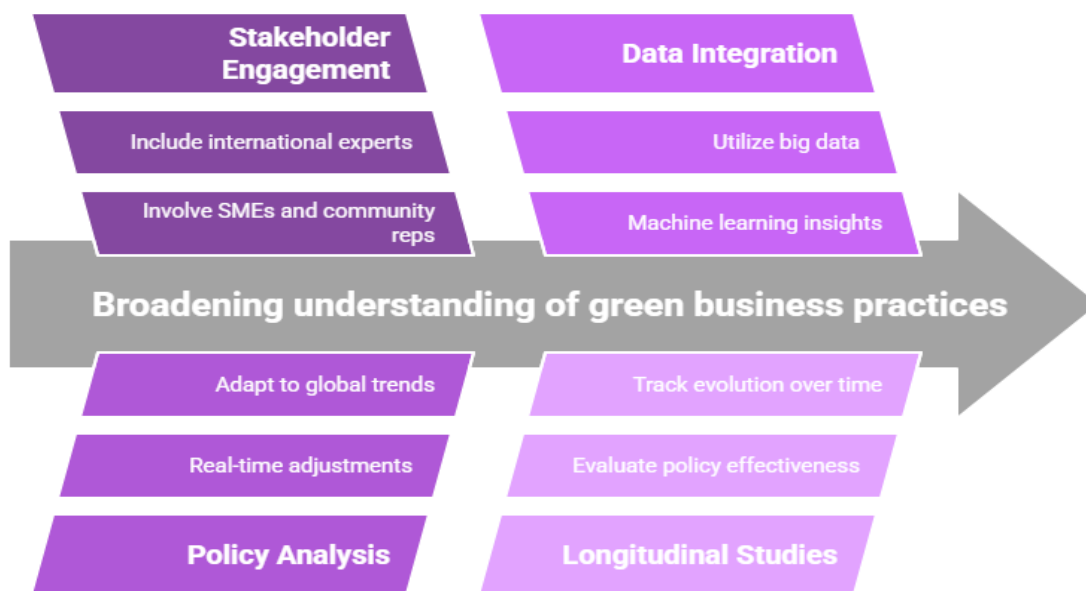 Stakeholder
Engagement
Include international experts
Involve SMEs and community
reps
Data Integration
Utilize big data
Machine learning insights
Broadening understanding of green business practices
Adapt to global trends
Real-time adjustments
Policy Analysis
Track evolution over time
Evaluate policy effectiveness
Longitudinal Studies